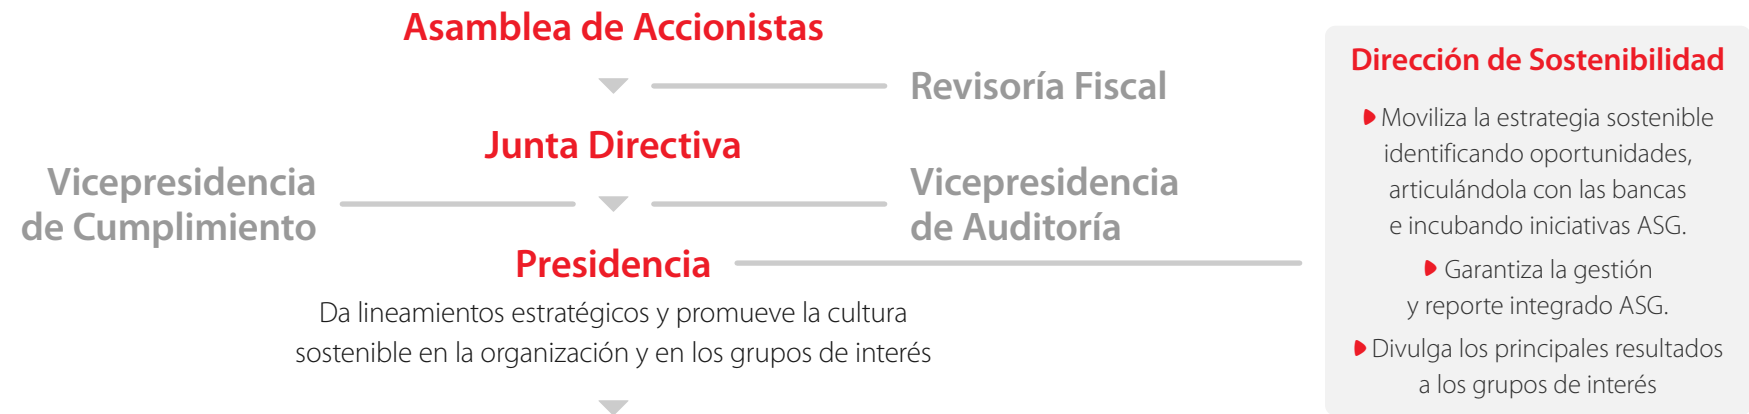 Asamblea de Accionistas
Revisoría Fiscal
Junta Directiva
Vicepresidencia
de Cumplimiento
Vicepresidencia
de Auditoría
Presidencia
Da lineamientos estratégicos y promueve la cultura
sostenible en la organización y en los grupos de interés
Dirección de Sostenibilidad
Moviliza la estrategia sostenible
identificando oportunidades,
articulándola con las bancas
e incubando iniciativas ASG.
Garantiza la gestión
y reporte integrado ASG.
Divulga los principales resultados
a los grupos de interés